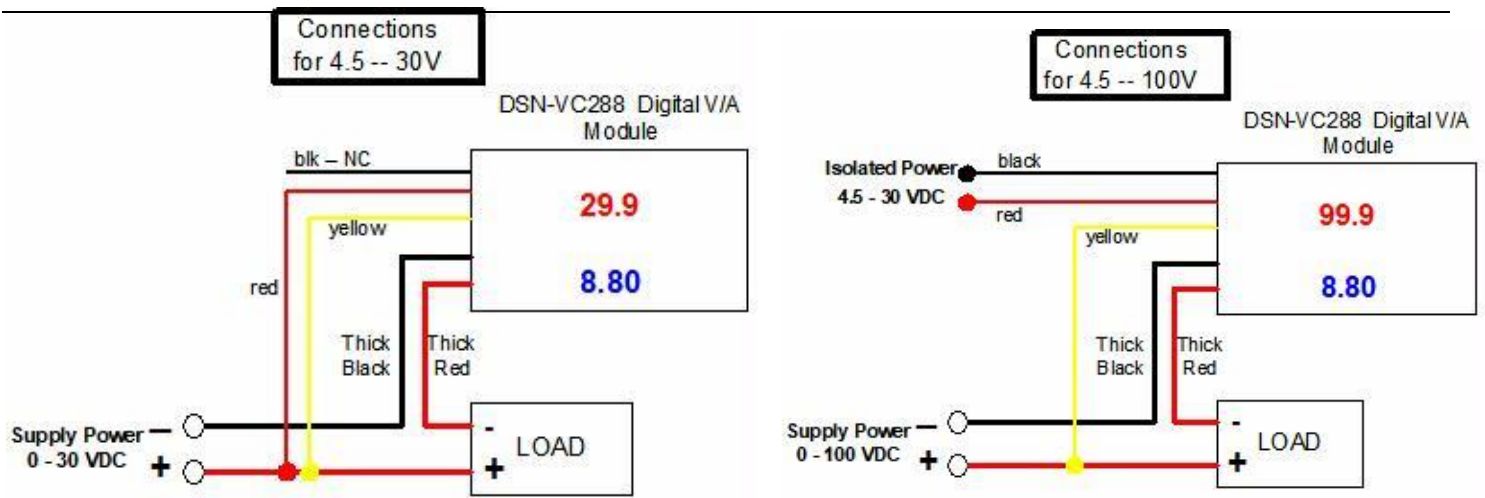 Connections
for 4.5 -- 30V
DSN-VC288 Digital V/A
Module
blk – NC
29.9
yellow
8.80
red
Thick
Black
Thick
Red
Supply Power
0 - 30 VDC
–
+
-
LOAD
+
Connections
for 4.5 -- 100V
DSN-VC288 Digital V/A
Module
Isolated Power
4.5 - 30 VDC
black
red
99.9
yellow
8.80
Thick
Black
Thick
Red
Supply Power
0 - 100 VDC
–
+
-
LOAD
+